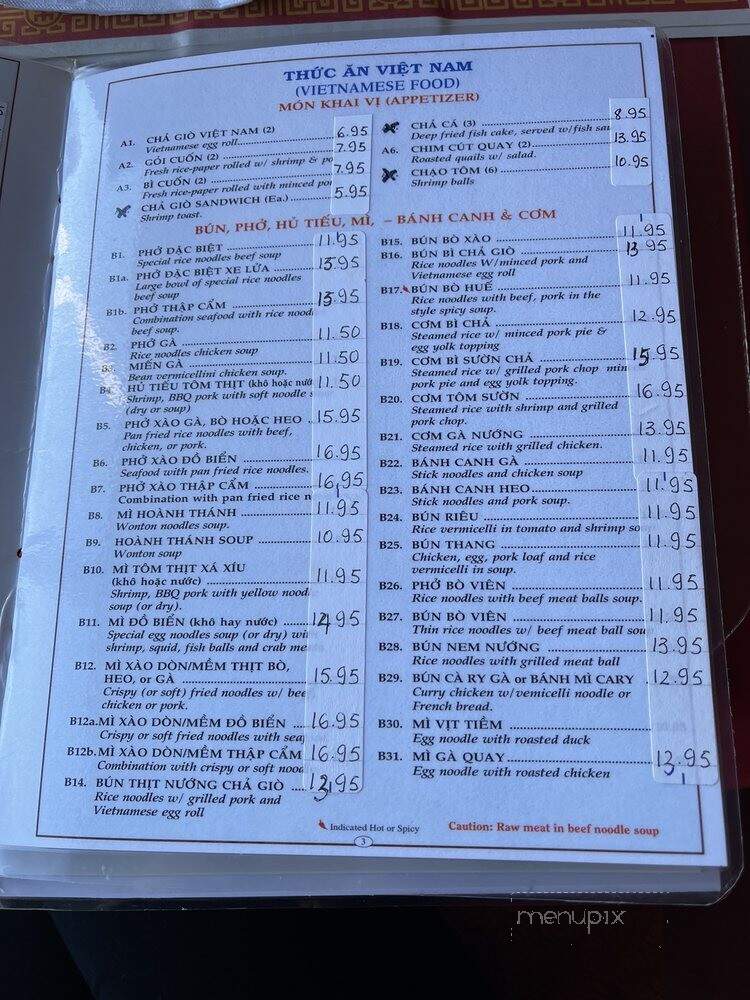 THỨC ĂN VIỆT NAM
(VIETNAMESE FOOD)
MÓN KHAI VỊ (APPETIZER)
A1. CHẢ GIÒ VIỆT NAM (2) 6.95
Vietnamese egg roll
A2. GỎI CUỐN (2) 7.95
Fresh rice-paper rolled w/ shrimp &
A3. BÌ CUỐN (2) 7.95
Fresh rice-paper rolled with minced
CHẢ GIÒ SANDWICH (Ea.) 5.95
Shrimp toast.
CHẢ CÁ (3) 8.95
Deep fried fish cake, served w/fish
A6. CHIM CÚT QUAY (2) 13.95
Roasted quails w/ salad.
CHẠO TÔM (6) 10.95
Shrimp balls
BÚN, PHỞ, HỦ TIẾU, MÌ, – BÁNH CANH & CƠM
B1. PHỞ ĐẶC BIỆT 11.95
Special rice noodles beef soup
B1a. PHỞ ĐẶC BIỆT XE LỬA 13.95
Large bowl of special rice noodles
beef soup
B1b. PHỞ THẬP CẨM 13.95
Combination seafood with rice
beef soup.
B2. PHỞ GÀ 11.50
Rice noodles chicken soup
B3. MIẾN GÀ 11.50
Bean vermicellini chicken soup.
B4. HỦ TIẾU TÔM THỊT (khô hoặc nước 11.50
Shrimp, BBQ pork with soft noodle
(dry or soup)
B5. PHỞ XÀO GÀ, BÒ HOẶC HEO 15.95
Pan fried rice noodles with beef,
chicken, or pork.
B6. PHỞ XÀO ĐỒ BIỂN 16.95
Seafood with pan fried rice noodles.
B7. PHỞ XÀO THẬP CẨM 16.95
Combination with pan fried rice
B8. MÌ HOÀNH THÁNH 11.95
Wonton noodles soup.
B9. HOÀNH THÁNH SOUP 10.95
Wonton soup
B10. MÌ TÔM THỊT XÁ XÍU
(khô hoặc nước) 11.95
Shrimp, BBQ pork with yellow
soup (or dry).
B11. MÌ ĐỒ BIỂN (khô hay nước) 14.95
Special egg noodles soup (or dry)
shrimp, squid, fish balls and crab
B12. MÌ XÀO DÒN/MỀM THỊT BÒ,
HEO, or GÀ 15.95
Crispy (or soft) fried noodles w/
chicken or pork.
B12a. MÌ XÀO DÒN/MỀM ĐỒ BIỂN 16.95
Crispy or soft fried noodles with
B12b. MÌ XÀO DÒN/MỀM THẬP CẨM 16.95
Combination with crispy or soft
B14. BÚN THỊT NƯỚNG CHẢ GIÒ 13.95
Rice noodles w/ grilled pork and
Vietnamese egg roll
B15. BÚN BÒ XÀO 11.95
B16. BÚN BÌ CHẢ GIÒ 13.95
Rice noodles W/minced pork and
Vietnamese egg roll
B17. BÚN BÒ HUẾ 11.95
Rice noodles with beef, pork in the
style spicy soup.
B18. CƠM BÌ CHẢ 12.95
Steamed rice w/ minced pork pie &
egg yolk topping
B19. CƠM BÌ SƯỜN CHẢ 15.95
Steamed rice w/ grilled pork chop
pork pie and egg yolk topping.
B20. CƠM TÔM SƯỜN 16.95
Steamed rice with shrimp and grilled
pork chop.
B21. CƠM GÀ NƯỚNG 13.95
Steamed rice with grilled chicken.
B22. BÁNH CANH GÀ 11.95
Stick noodles and chicken soup
B23. BÁNH CANH HEO 11.95
Stick noodles and pork soup.
B24. BÚN RIÊU 11.95
Rice vermicelli in tomato and shrimp
B25. BÚN THANG 11.95
Chicken, egg, pork loaf and rice
vermicelli in soup.
B26. PHỞ BÒ VIÊN 11.95
Rice noodles with beef meat balls soup.
B27. BÚN BÒ VIÊN 11.95
Thin rice noodles w/ beef meat ball
B28. BÚN NEM NƯỚNG 13.95
Rice noodles with grilled meat ball
B29. BÚN CÀ RY GÀ or BÁNH MÌ CARY 12.95
Curry chicken w/vemicelli noodle or
French bread.
B30. MÌ VỊT TIỀM
Egg noodle with roasted duck
B31. MÌ GÀ QUAY 13.95
Egg noodle with roasted chicken
Indicated Hot or Spicy
Caution: Raw meat in beef noodle soup
3
menupix